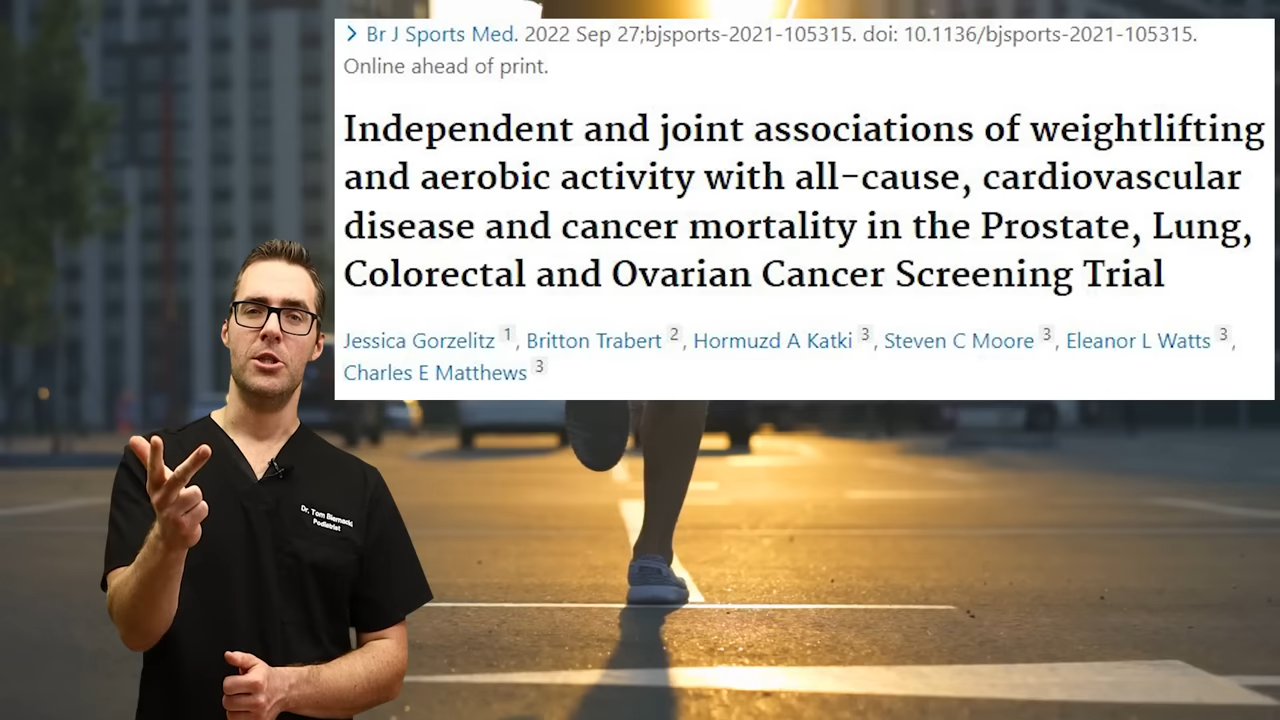 Br J Sports Med. 2022 Sep 27;bjsports-2021-105315. doi: 10.1136/bjsports-2021-105315.
Online ahead of print.
Independent and joint associations of weightlifting
and aerobic activity with all-cause, cardiovascular
disease and cancer mortality in the Prostate, Lung,
Colorectal and Ovarian Cancer Screening Trial
Jessica Gorzelitz 1, Britton Trabert 2, Hormuzd A Katki 3, Steven C Moore 3, Eleanor L Watts 3,
Charles E Matthews 3
Dr. Tom Biernacki
Podiatrist